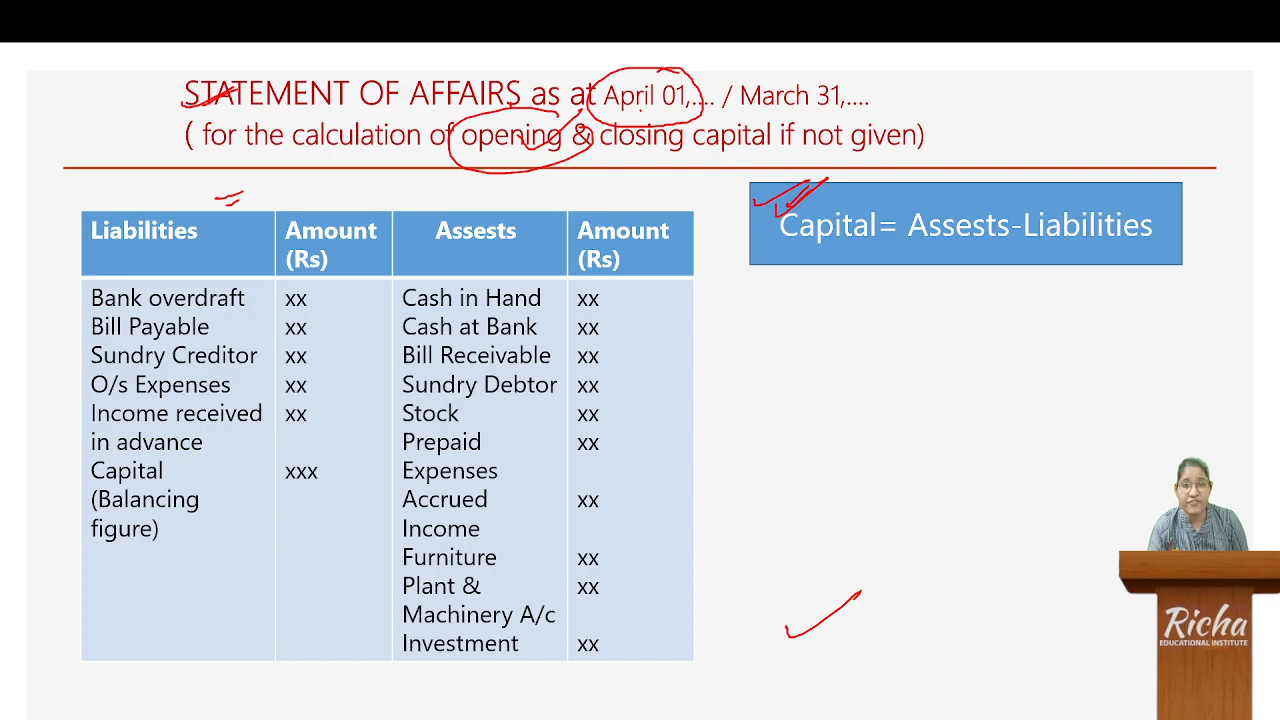 STATEMENT OF AFFAIRS as at April 01,.... / March 31,....
( for the calculation of opening & closing capital if not given)
Capital= Assests-Liabilities
Liabilities Amount (Rs) Assests Amount (Rs)
Bank overdraft xx Cash in Hand xx
Bill Payable xx Cash at Bank xx
Sundry Creditor xx Bill Receivable xx
O/s Expenses xx Sundry Debtor xx
Income received xx Stock xx
in advance Prepaid xx
Capital xxx Expenses
(Balancing Accrued xx
figure) Income
Furniture xx
Plant & xx
Machinery A/c
Investment xx
Richa
EDUCATIONAL INSTITUTE